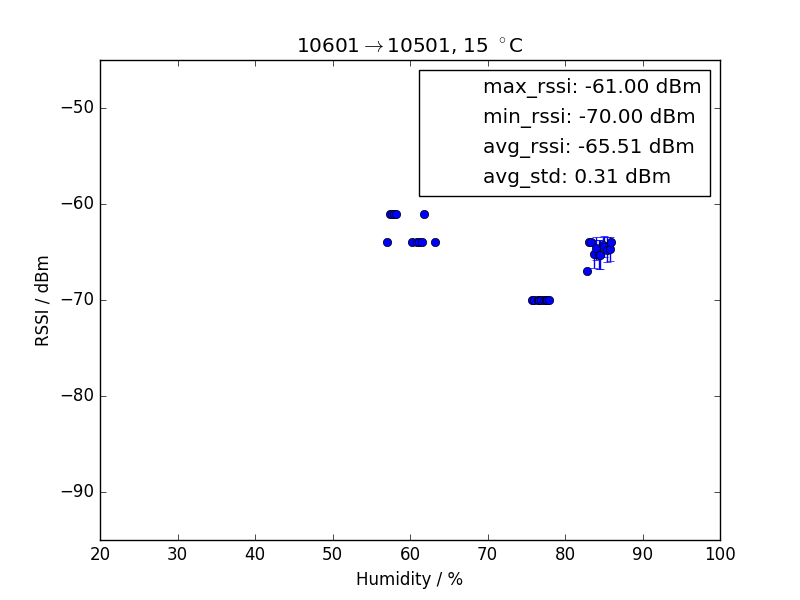 10601→10501, 15 °C
max_rssi: -61.00 dBm
min_rssi: -70.00 dBm
avg_rssi: -65.51 dBm
avg_std: 0.31 dBm
RSSI / dBm
−50
−60
−70
−80
−90
20 30 40 50 60 70 80 90 100
Humidity / %